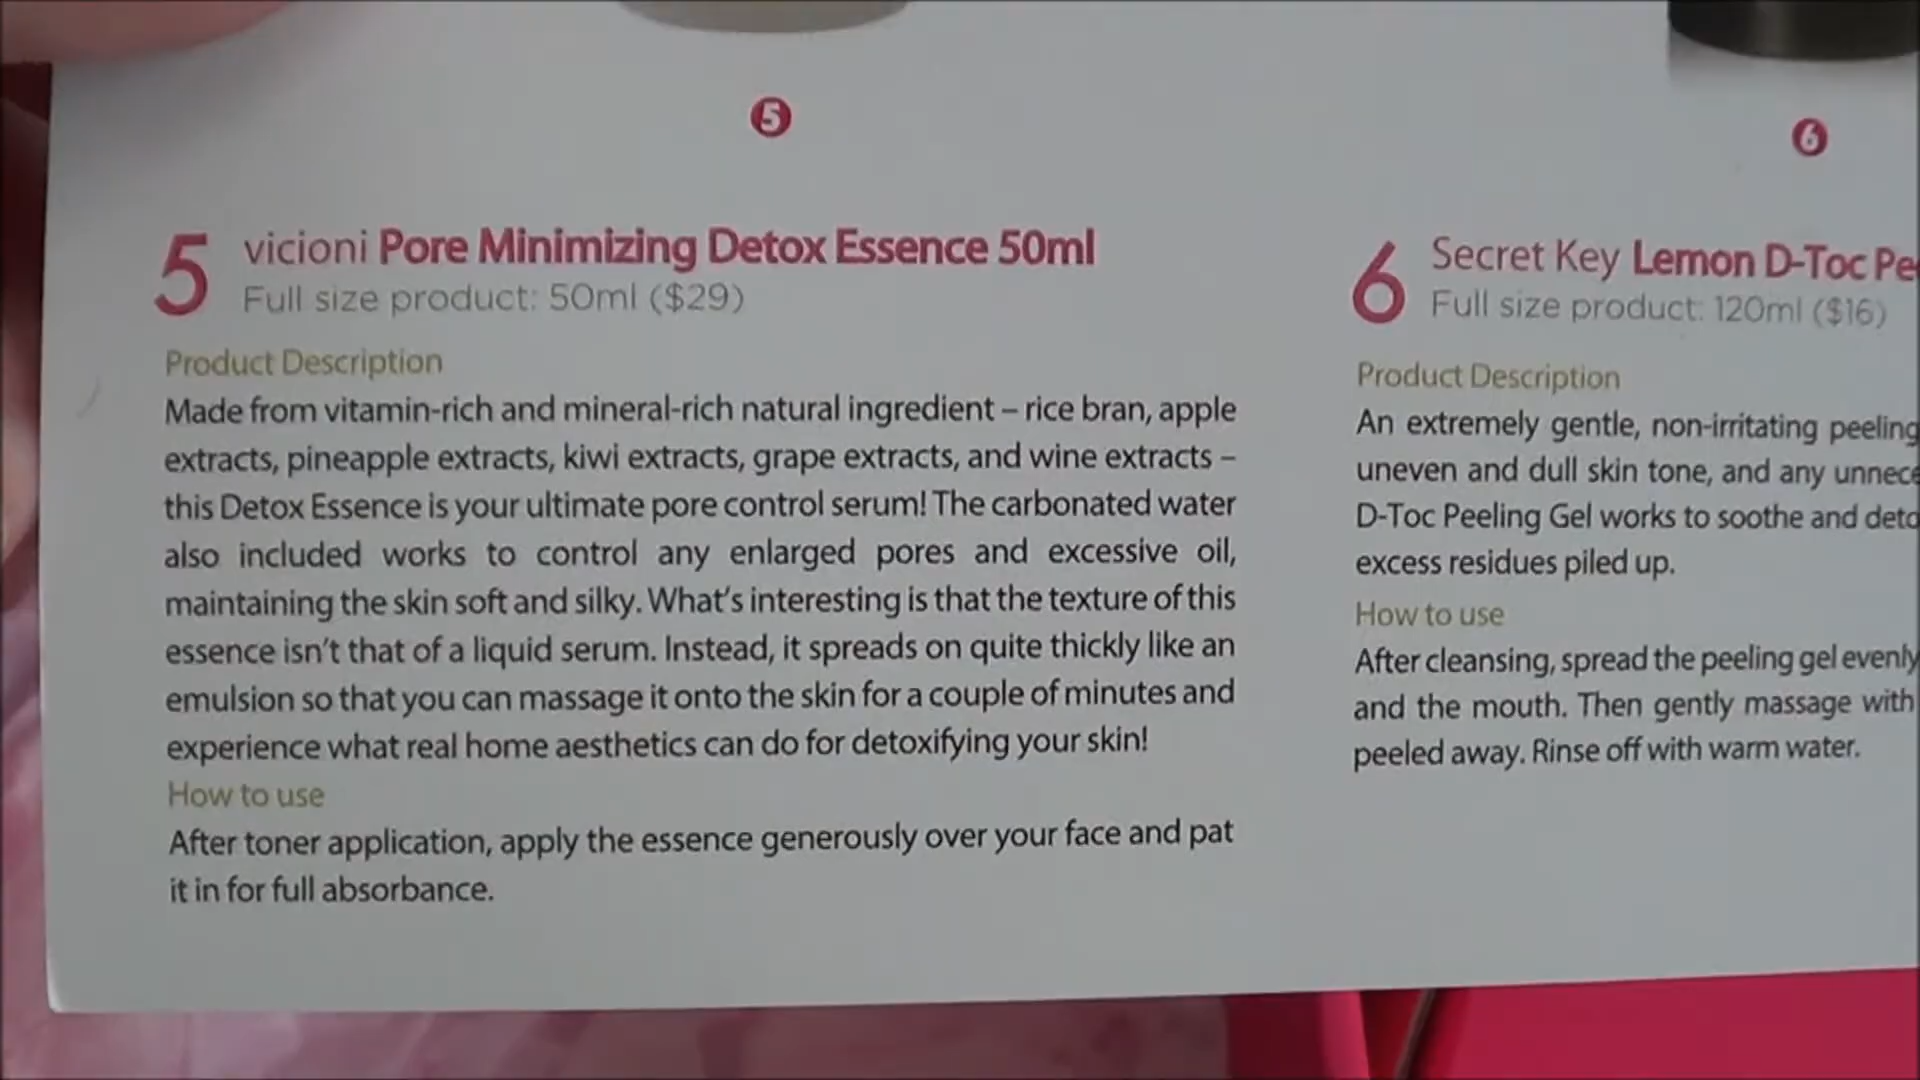 5
6
5 vicioni Pore Minimizing Detox Essence 50ml
Full size product: 50ml ($29)
Product Description
Made from vitamin-rich and mineral-rich natural ingredient – rice bran, apple
extracts, pineapple extracts, kiwi extracts, grape extracts, and wine extracts –
this Detox Essence is your ultimate pore control serum! The carbonated water
also included works to control any enlarged pores and excessive oil,
maintaining the skin soft and silky. What's interesting is that the texture of this
essence isn't that of a liquid serum. Instead, it spreads on quite thickly like an
emulsion so that you can massage it onto the skin for a couple of minutes and
experience what real home aesthetics can do for detoxifying your skin!
How to use
After toner application, apply the essence generously over your face and pat
it in for full absorbance.
6 Secret Key Lemon D-Toc
Full size product: 120ml ($16)
Product Description
An extremely gentle, non-irritating peeling
uneven and dull skin tone, and any
D-Toc Peeling Gel works to soothe and
excess residues piled up.
How to use
After cleansing, spread the peeling gel evenly
and the mouth. Then gently massage with
peeled away. Rinse off with warm water.